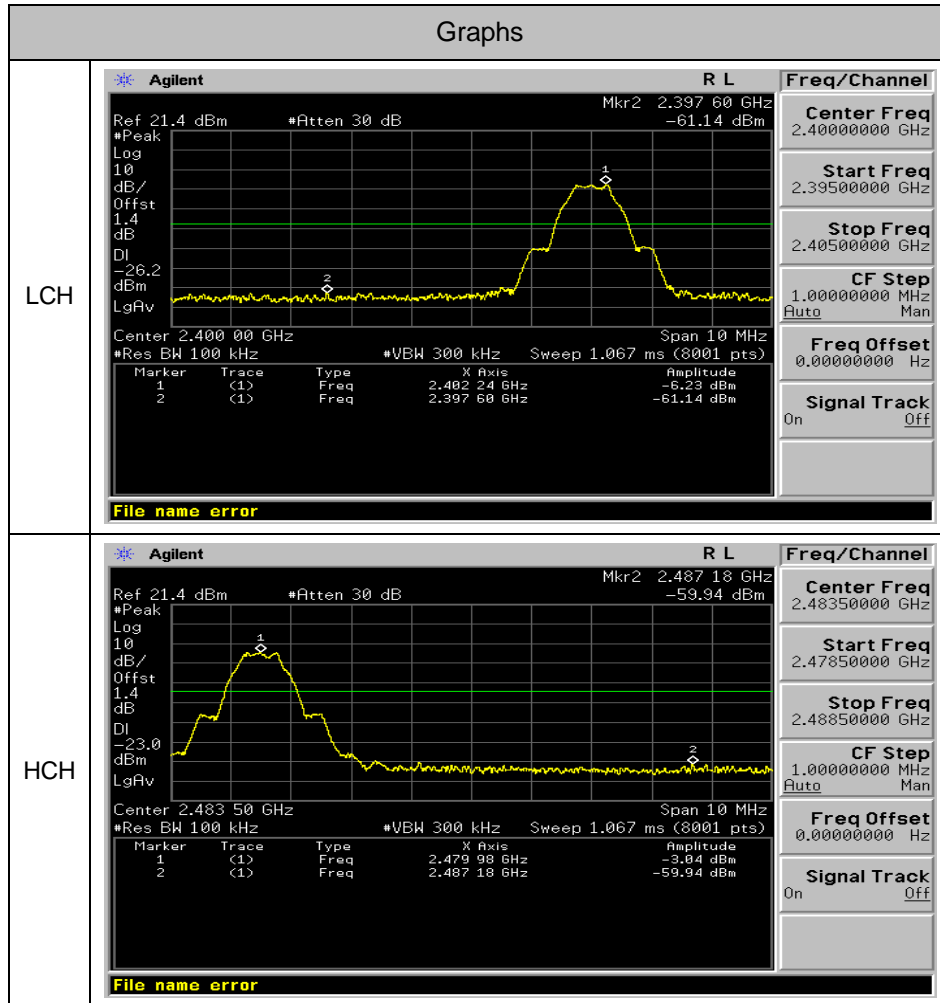 Graphs
LCH
Agilent R L
Mkr2 2.397 60 GHz
Ref 21.4 dBm #Atten 30 dB -61.14 dBm
#Peak
Log
10
dB/
Offst
1.4
dB
DI
-26.2
dBm
LgAv
1
2
Center 2.400 00 GHz Span 10 MHz
#Res BW 100 kHz #VBW 300 kHz Sweep 1.067 ms (8001 pts)
Marker Trace Type X Axis Amplitude
1 (1) Freq 2.402 24 GHz -6.23 dBm
2 (1) Freq 2.397 60 GHz -61.14 dBm
File name error
Freq/Channel
Center Freq
2.40000000 GHz
Start Freq
2.39500000 GHz
Stop Freq
2.40500000 GHz
CF Step
1.00000000 MHz
Auto Man
Freq Offset
0.00000000 Hz
Signal Track
On Off
HCH
Agilent R L
Mkr2 2.487 18 GHz
Ref 21.4 dBm #Atten 30 dB -59.94 dBm
#Peak
Log
10
dB/
Offst
1.4
dB
DI
-23.0
dBm
LgAv
1
2
Center 2.483 50 GHz Span 10 MHz
#Res BW 100 kHz #VBW 300 kHz Sweep 1.067 ms (8001 pts)
Marker Trace Type X Axis Amplitude
1 (1) Freq 2.479 98 GHz -3.04 dBm
2 (1) Freq 2.487 18 GHz -59.94 dBm
File name error
Freq/Channel
Center Freq
2.48350000 GHz
Start Freq
2.47850000 GHz
Stop Freq
2.48850000 GHz
CF Step
1.00000000 MHz
Auto Man
Freq Offset
0.00000000 Hz
Signal Track
On Off